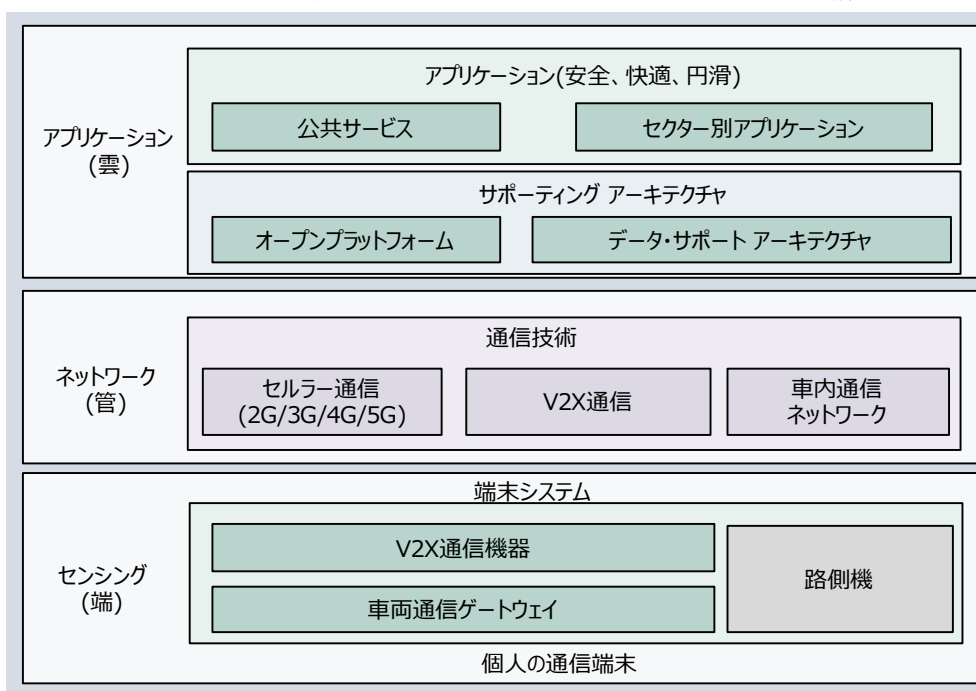 アプリケーション(安全、快適、円滑)
公共サービス
セクター別アプリケーション
アプリケーション
(雲)
サポーティング アーキテクチャ
オープンプラットフォーム
データ・サポート アーキテクチャ
通信技術
ネットワーク
(管)
セルラー通信
(2G/3G/4G/5G)
V2X通信
車内通信
ネットワーク
端末システム
V2X通信機器
センシング
(端)
路側機
車両通信ゲートウェイ
個人の通信端末